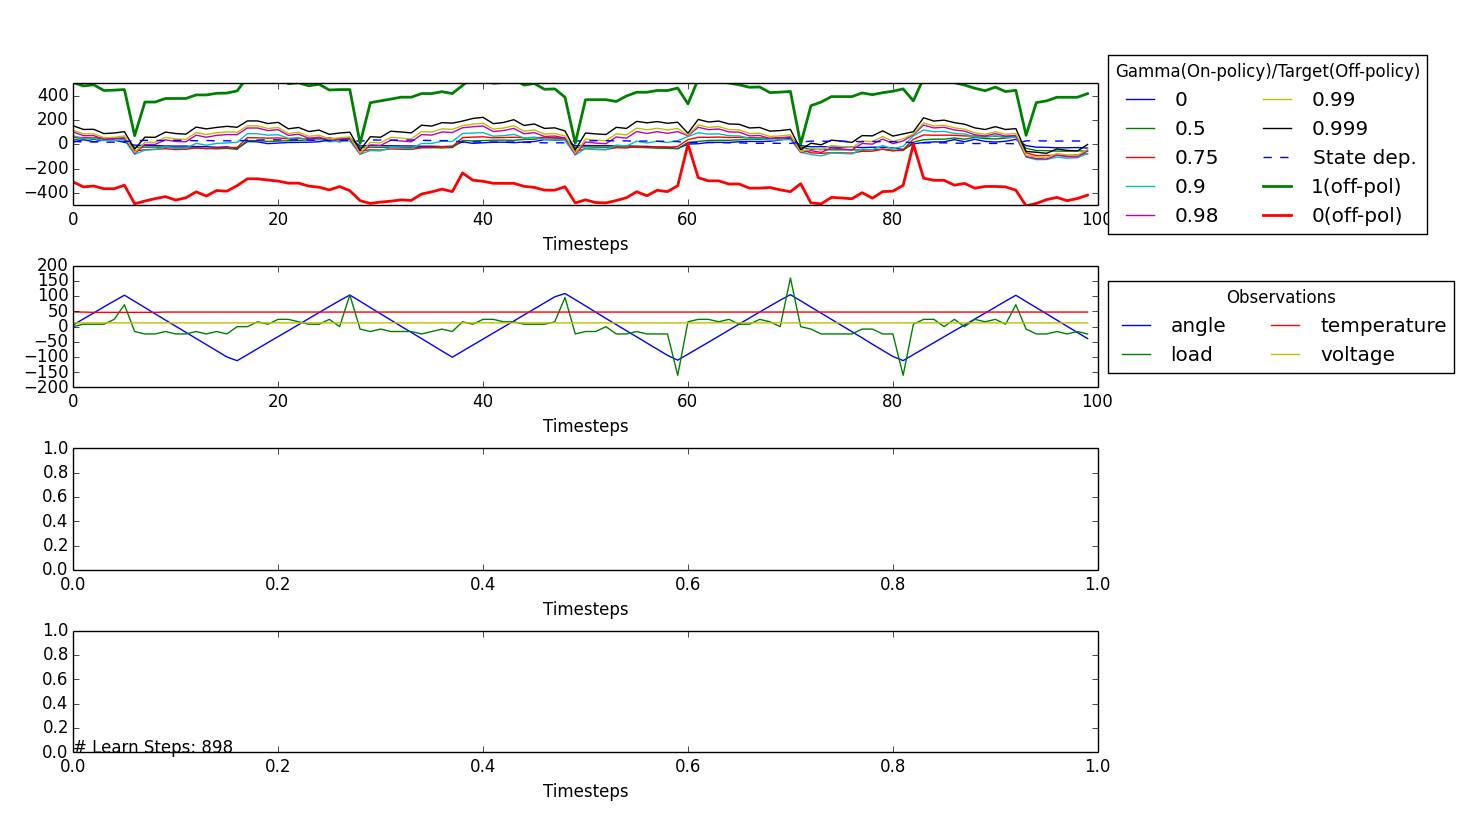 Gamma(On-policy)/Target(Off-policy)
0 0.99
0.5 0.999
0.75 State dep.
0.9 1(off-pol)
0.98 0(off-pol)
400
200
0
−200
−400
0 20 40 60 80 100
Timesteps
200
150
100
50
0
−50
−100
−150
−200
0 20 40 60 80 100
Timesteps
Observations
angle temperature
load voltage
1.0
0.8
0.6
0.4
0.2
0.0
0.0 0.2 0.4 0.6 0.8 1.0
Timesteps
1.0
0.8
0.6
0.4
0.2
0.0
# Learn Steps: 898
0.0 0.2 0.4 0.6 0.8 1.0
Timesteps